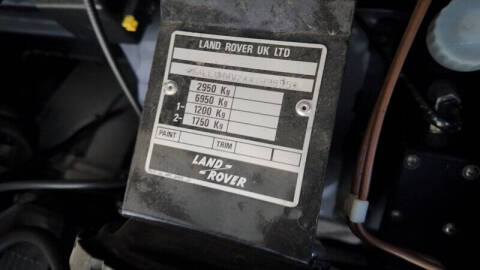 LAND ROVER UK LTD
2950 Kg
6950 Kg
1- 1200 Kg
2- 1750 Kg
PAINT TRIM
LAND
ROVER